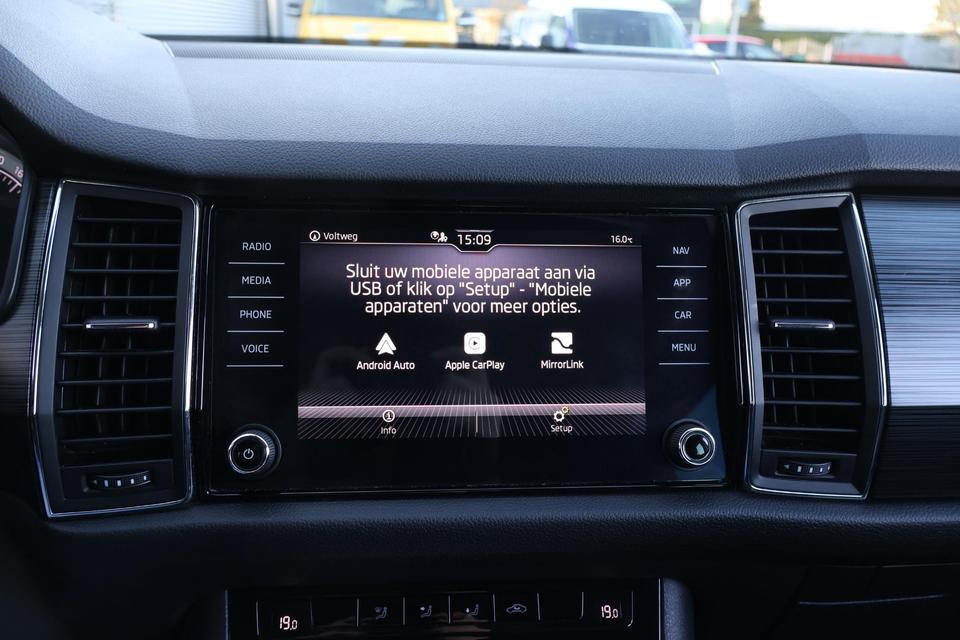 Voltweg 15:09 16.0°c
Sluit uw mobiele apparaat aan via
USB of klik op "Setup" - "Mobiele
apparaten" voor meer opties.
Android Auto Apple CarPlay MirrorLink
Info Setup
RADIO
MEDIA
PHONE
VOICE
NAV
APP
CAR
MENU
19.0 19.0